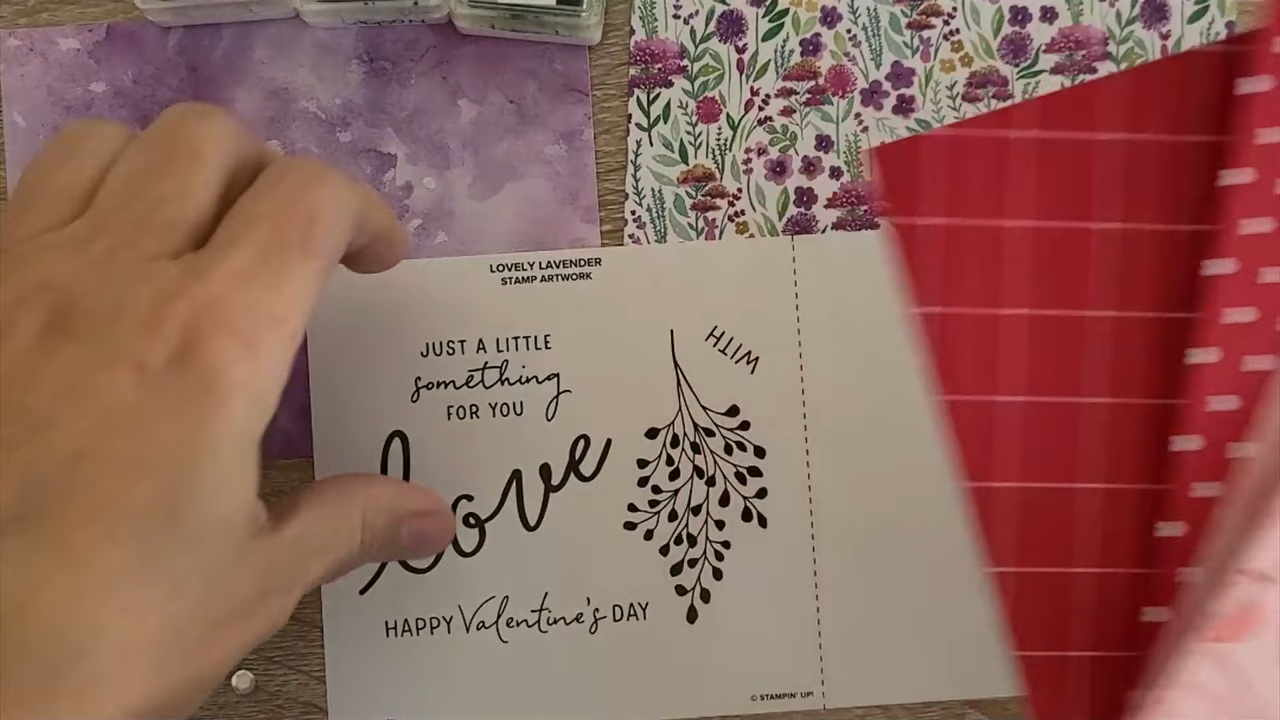 LOVELY LAVENDER
STAMP ARTWORK
JUST A LITTLE
something
FOR YOU
WITH
love
HAPPY Valentine's DAY
© STAMPIN' UP!